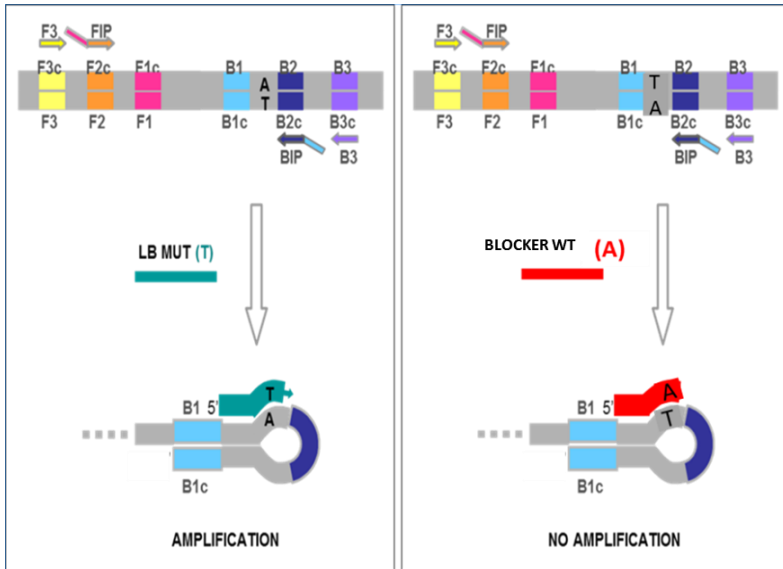 F3 FIP
F3c F2c F1c B1 A B2 B3
F3 F2 F1 B1c T B2c B3c
BIP B3
LB MUT (T)
T
B1 5' A
B1c
AMPLIFICATION
F3 FIP
F3c F2c F1c B1 T B2 B3
F3 F2 F1 B1c A B2c B3c
BIP B3
BLOCKER WT (A)
A
B1 5' T
B1c
NO AMPLIFICATION